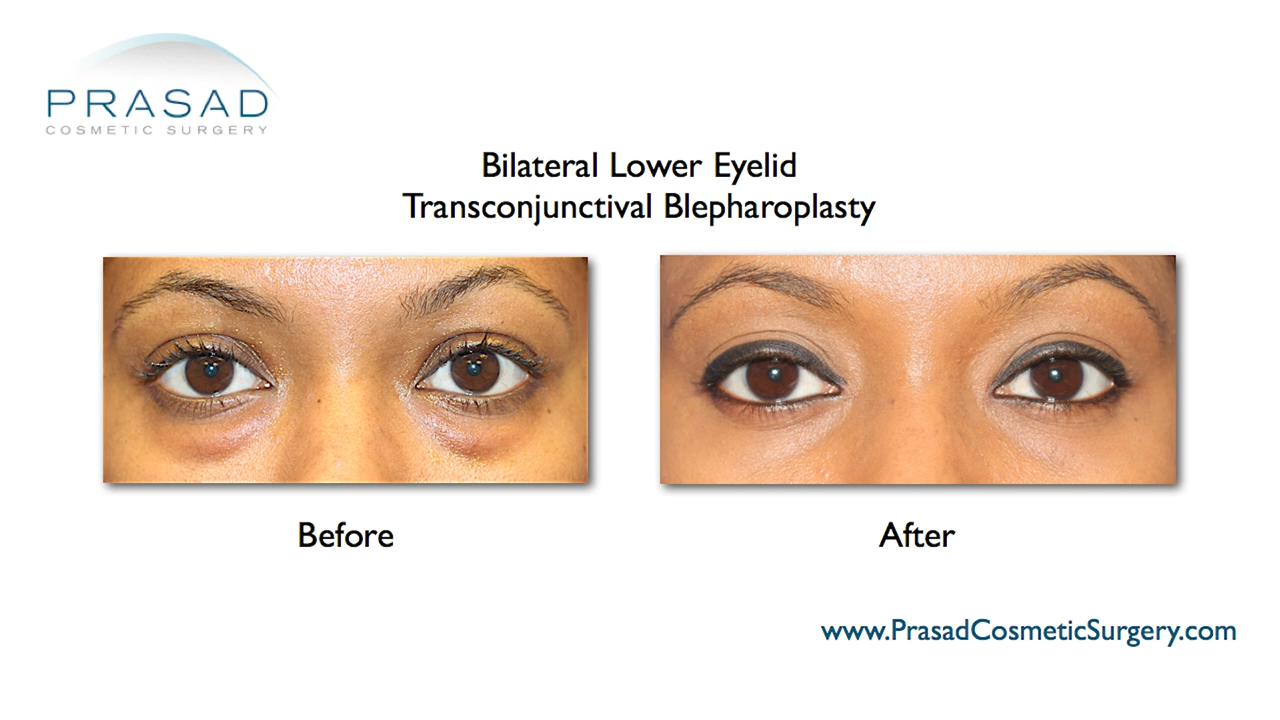 PRASAD
COSMETIC SURGERY
Bilateral Lower Eyelid
Transconjunctival Blepharoplasty
Before
After
www.PrasadCosmeticSurgery.com